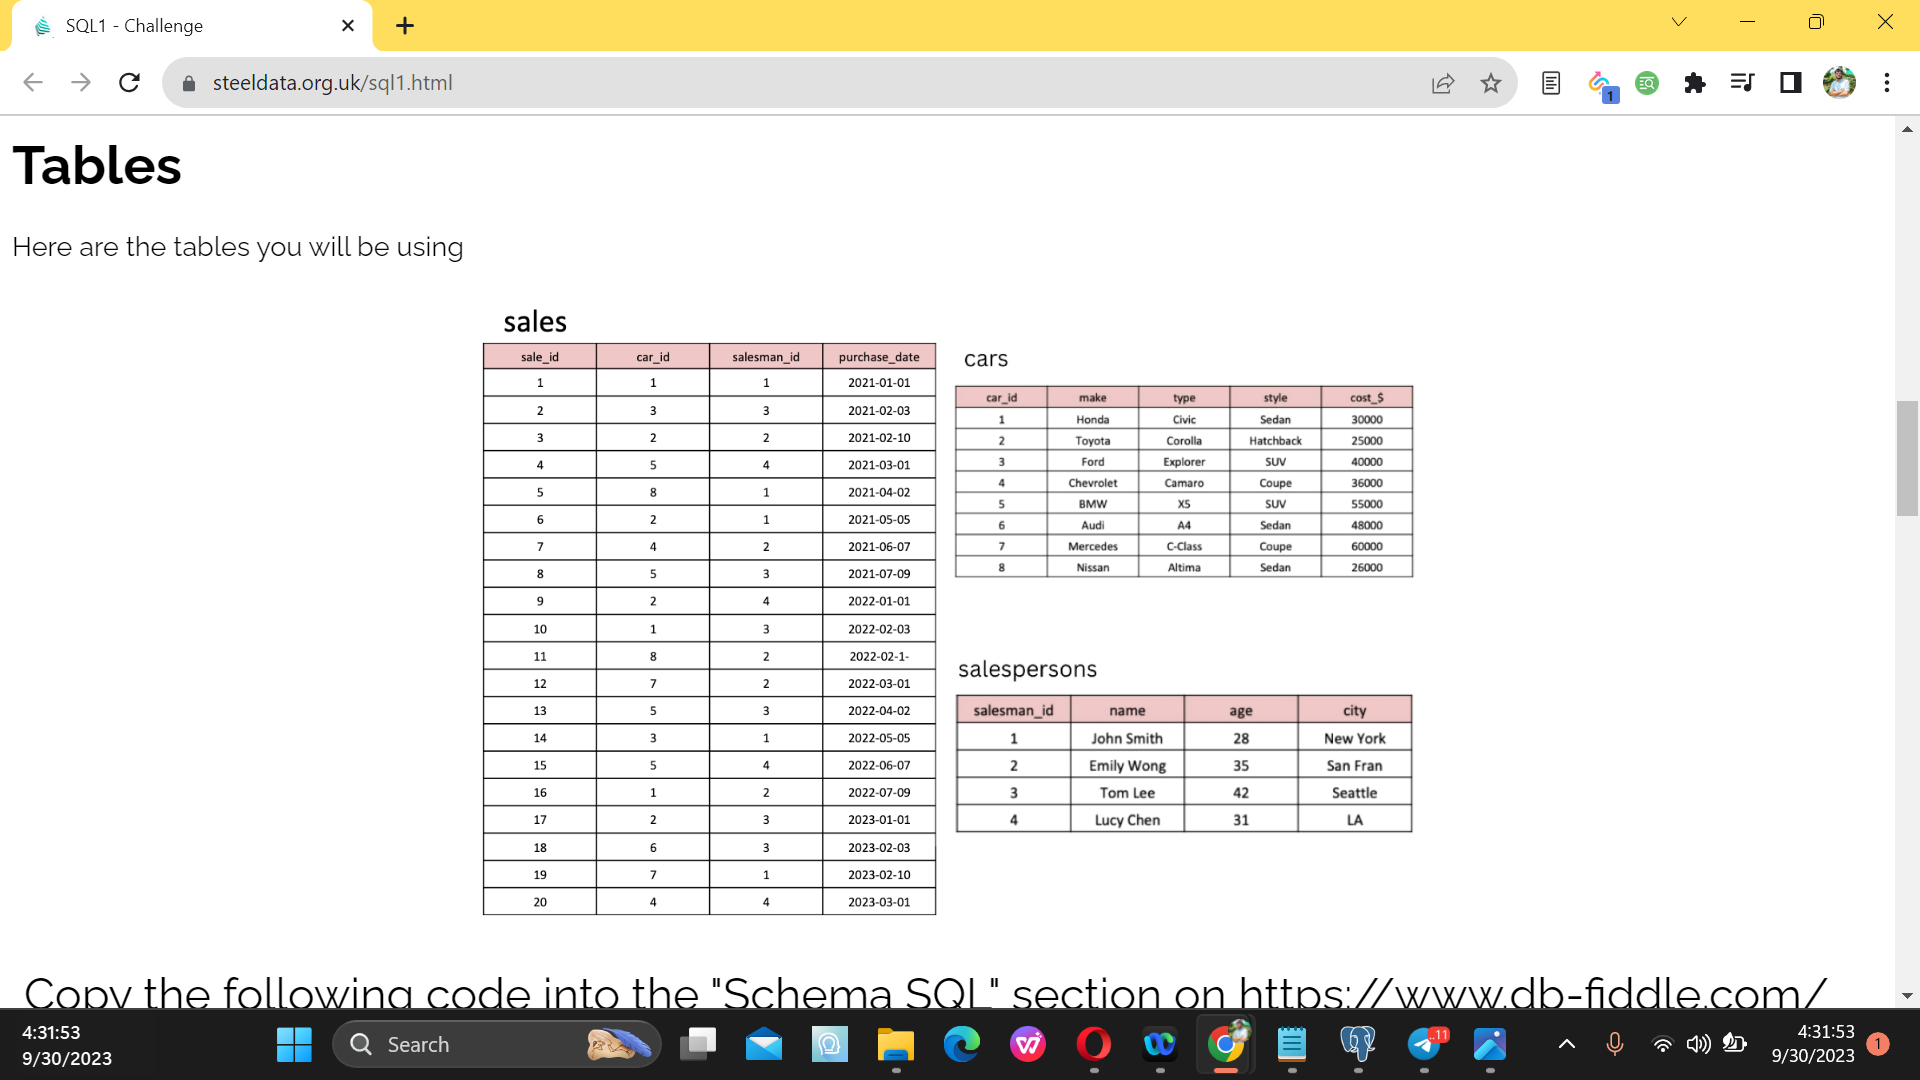 SQL1 - Challenge
steeldata.org.uk/sql1.html
1
Tables
Here are the tables you will be using
sales
sale_id car_id salesman_id purchase_date
1 1 1 2021-01-01
2 3 3 2021-02-03
3 2 2 2021-02-10
4 5 4 2021-03-01
5 8 1 2021-04-02
6 2 1 2021-05-05
7 4 2 2021-06-07
8 5 3 2021-07-09
9 2 4 2022-01-01
10 1 3 2022-02-03
11 8 2 2022-02-1-
12 7 2 2022-03-01
13 5 3 2022-04-02
14 3 1 2022-05-05
15 5 4 2022-06-07
16 1 2 2022-07-09
17 2 3 2023-01-01
18 6 3 2023-02-03
19 7 1 2023-02-10
20 4 4 2023-03-01
cars
car_id make type style cost_$
1 Honda Civic Sedan 30000
2 Toyota Corolla Hatchback 25000
3 Ford Explorer SUV 40000
4 Chevrolet Camaro Coupe 36000
5 BMW X5 SUV 55000
6 Audi A4 Sedan 48000
7 Mercedes C-Class Coupe 60000
8 Nissan Altima Sedan 26000
salespersons
salesman_id name age city
1 John Smith 28 New York
2 Emily Wong 35 San Fran
3 Tom Lee 42 Seattle
4 Lucy Chen 31 LA
Copy the following code into the "Schema SQL" section on https://www.db-fiddle.com/
4:31:53
9/30/2023
Search
..11
4:31:53
9/30/2023
1